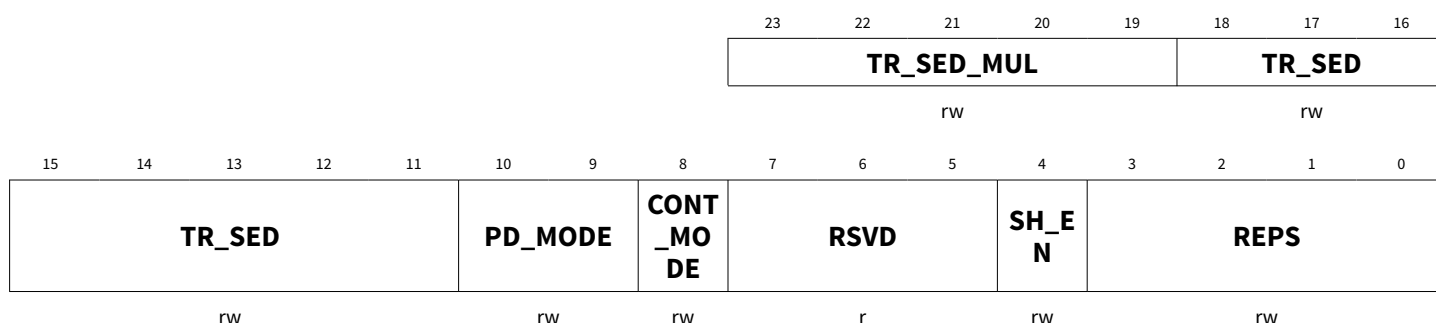 23 22 21 20 19 18 17 16
TR_SED_MUL TR_SED
rw rw
15 14 13 12 11 10 9 8 7 6 5 4 3 2 1 0
TR_SED PD_MODE CONT
_MO
DE RSVD SH_E
N REPS
rw rw rw r rw rw